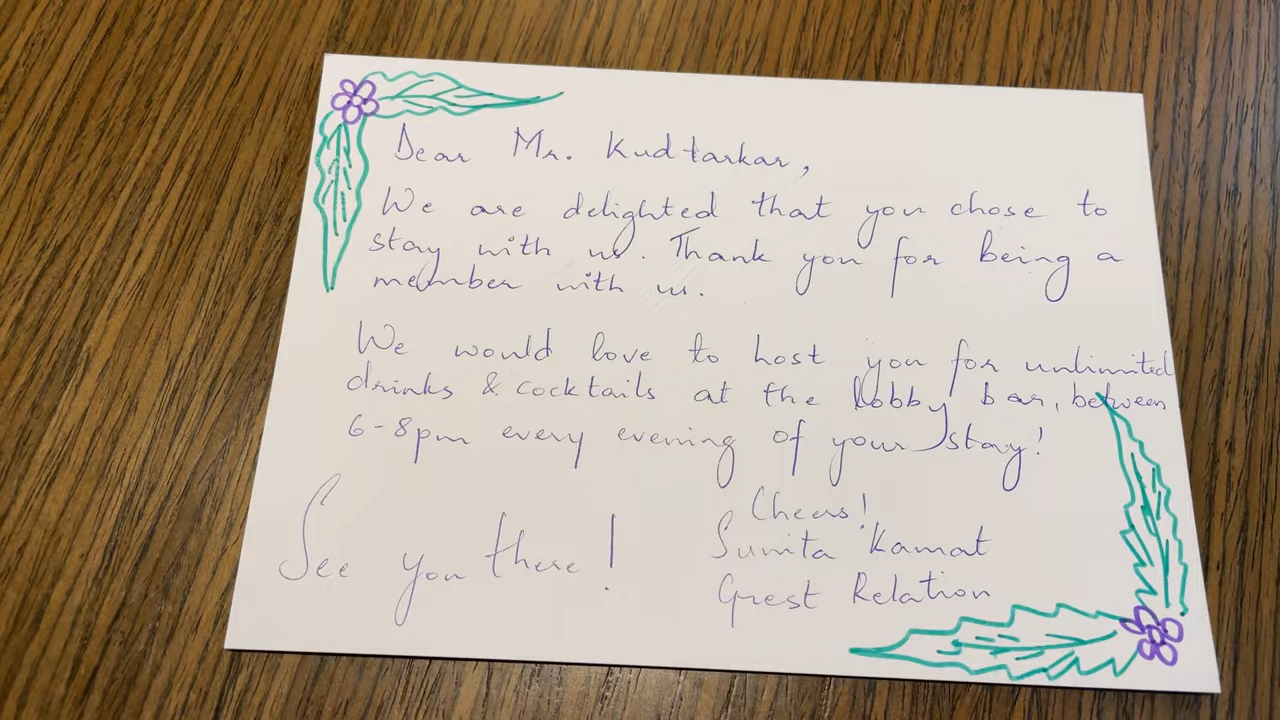 Dear Mr. Kudtarkar,
We are delighted that you chose to
stay with us. Thank you for being a
member with us.
We would love to host you for unlimited
drinks & cocktails at the lobby bar, between
6-8pm every evening of your stay!
See you there!
Cheers!
Sunita Kamat
Guest Relation